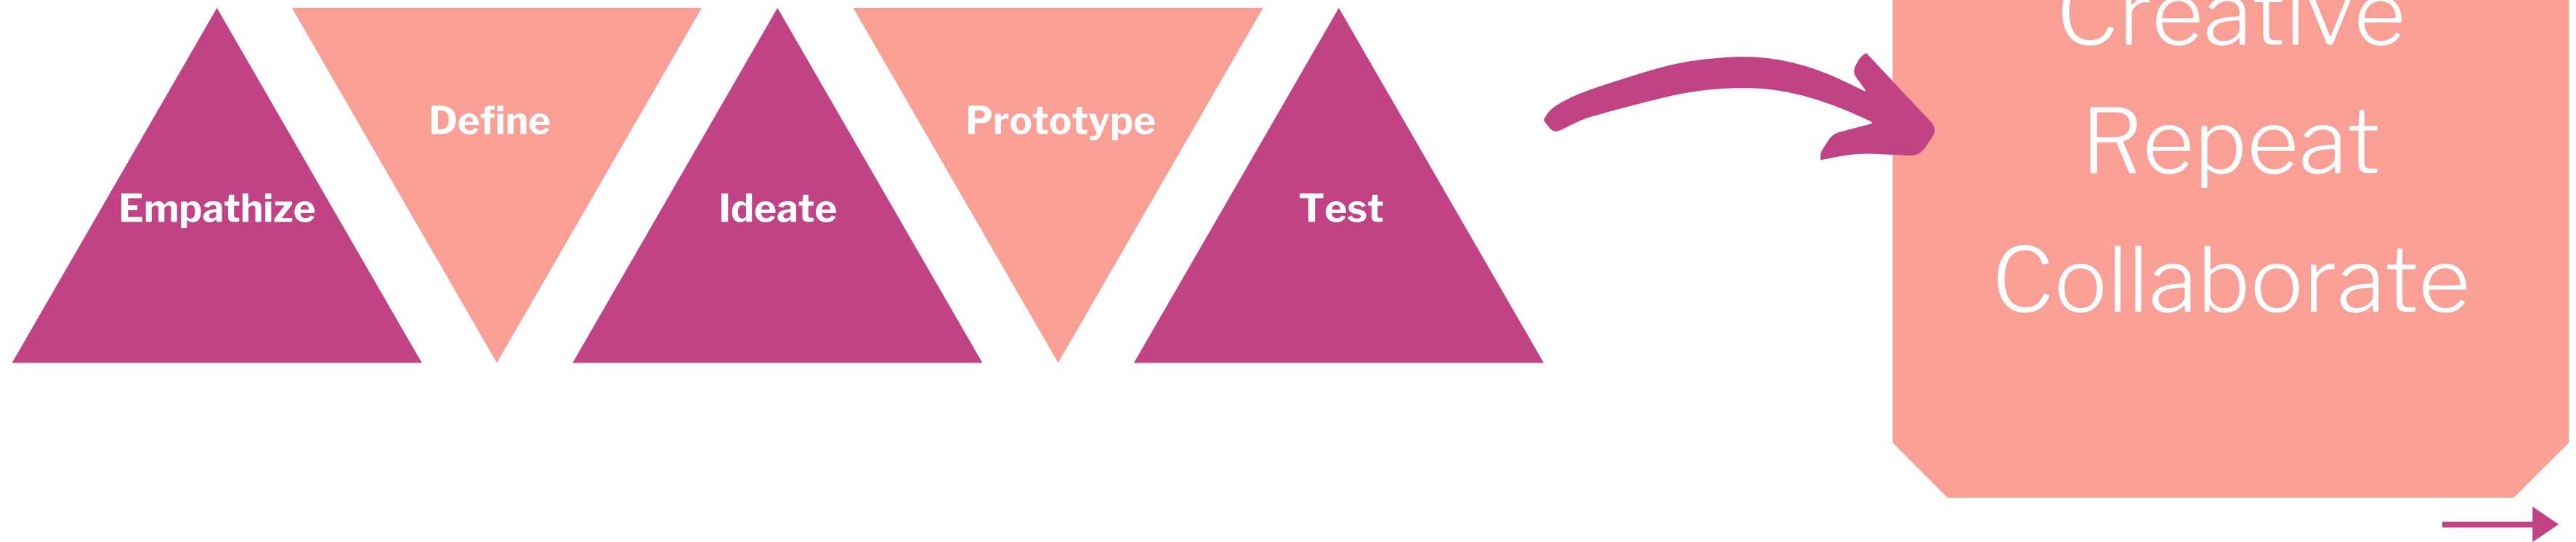 Empathize
Define
Ideate
Prototype
Test
Creative
Repeat
Collaborate